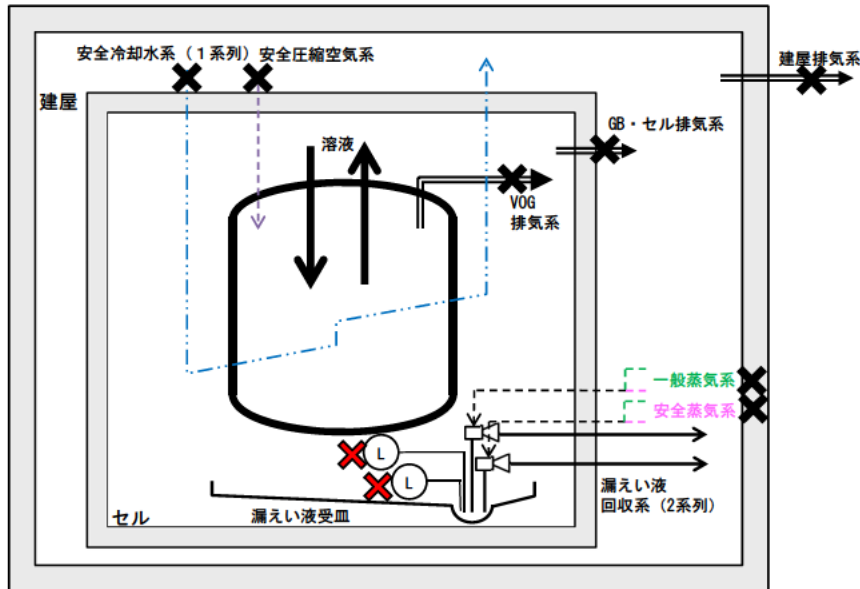 安全冷却水系（１系列）
安全圧縮空気系
建屋排気系
建屋
GB・セル排気系
溶液
VOG
排気系
一般蒸気系
安全蒸気系
L
L
漏えい液
回収系（2系列）
セル
漏えい液受皿